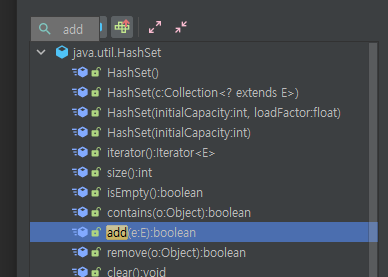 add
java.util.HashSet
HashSet()
HashSet(c:Collection<? extends E>)
HashSet(initialCapacity:int, loadFactor:float)
HashSet(initialCapacity:int)
iterator():Iterator<E>
size():int
isEmpty():boolean
contains(o:Object):boolean
add(e:E):boolean
remove(o:Object):boolean
clear():void